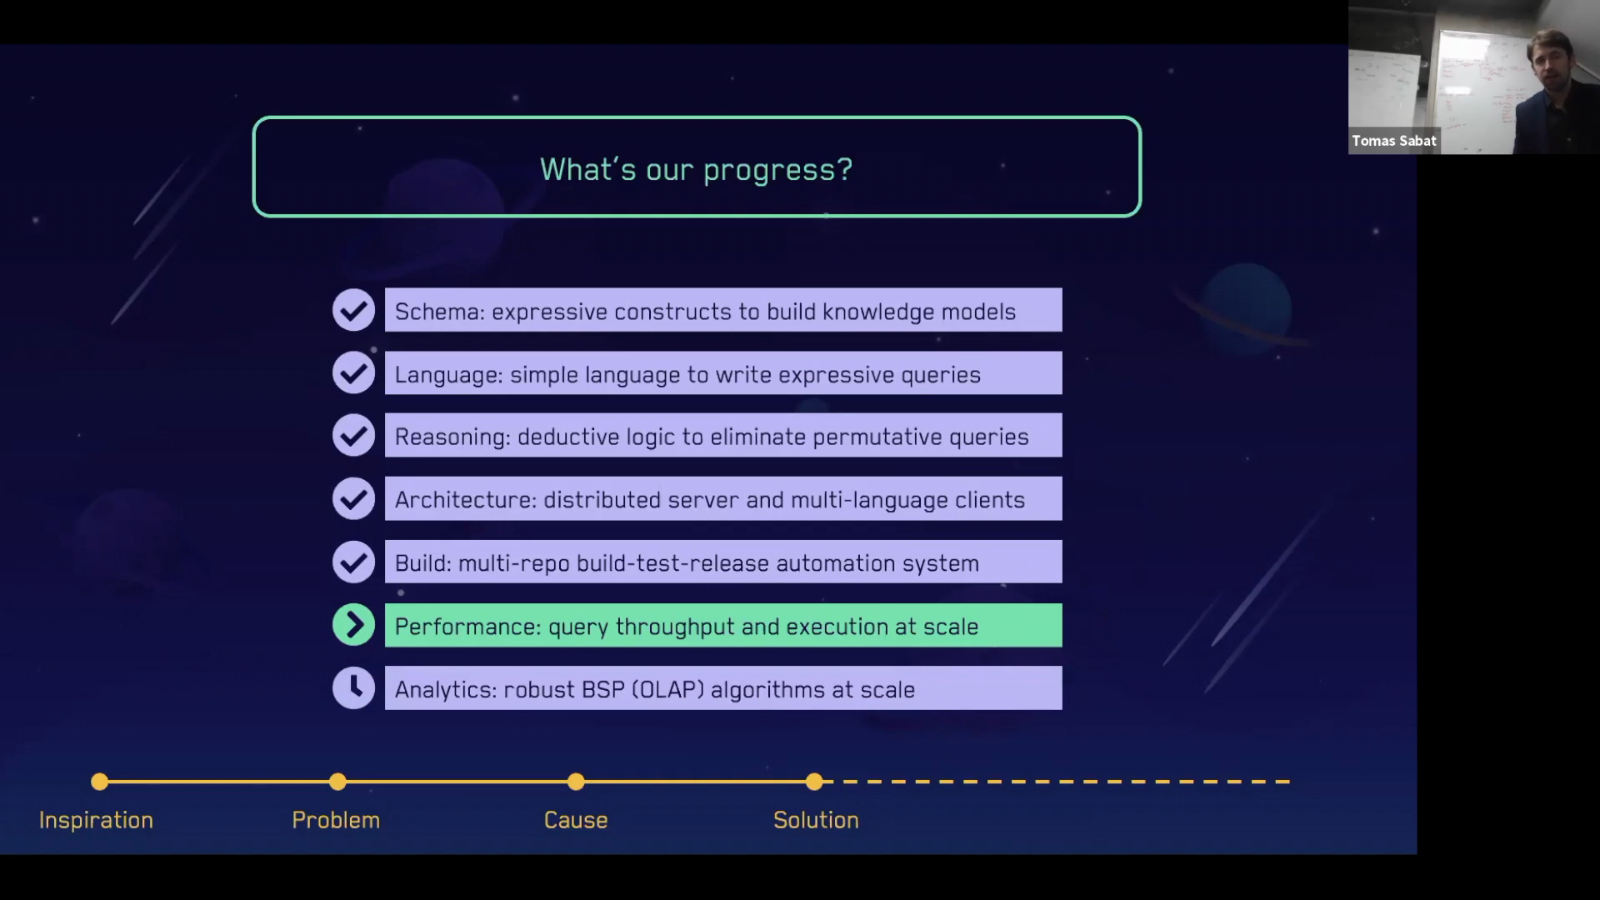 What's our progress?
Schema: expressive constructs to build knowledge models
Language: simple language to write expressive queries
Reasoning: deductive logic to eliminate permutative queries
Architecture: distributed server and multi-language clients
Build: multi-repo build-test-release automation system
Performance: query throughput and execution at scale
Analytics: robust BSP (OLAP) algorithms at scale
Inspiration
Problem
Cause
Solution
Tomas Sabat